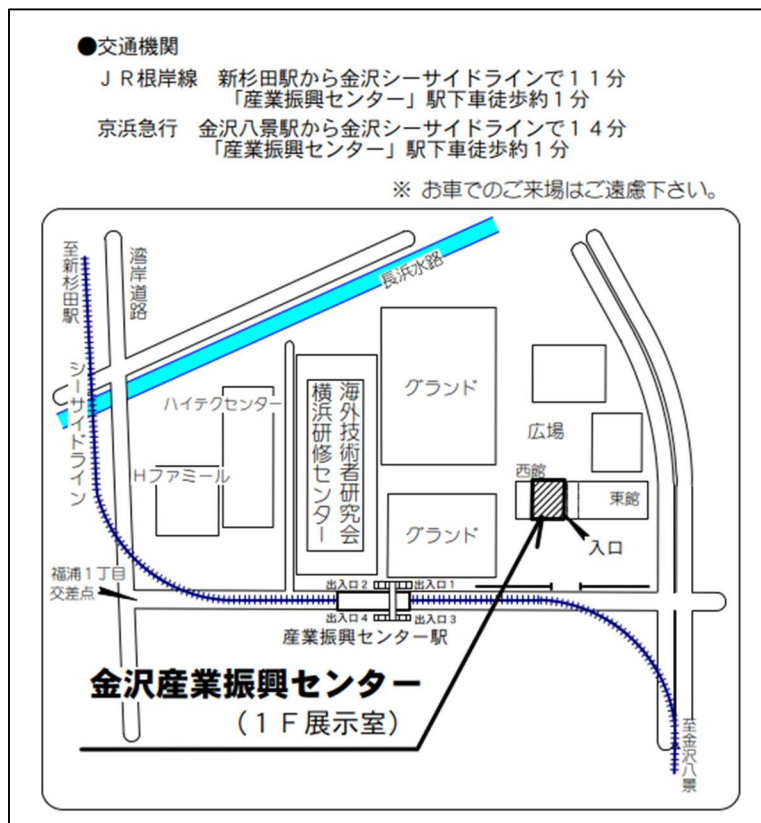 ●交通機関
ＪＲ根岸線　新杉田駅から金沢シーサイドラインで１１分
「産業振興センター」駅下車徒歩約１分
京浜急行　金沢八景駅から金沢シーサイドラインで１４分
「産業振興センター」駅下車徒歩約１分
※ お車でのご来場はご遠慮下さい。
至新杉田駅
湾岸道路
長浜水路
シーサイドライン
ハイテクセンター
Ｈファミール
海外技術者研究会
横浜研修センター
グランド
グランド
広場
西館
東館
入口
福浦１丁目
交差点
出入口2
出入口1
出入口4
出入口3
産業振興センター駅
金沢産業振興センター
（１Ｆ展示室）
至金沢八景